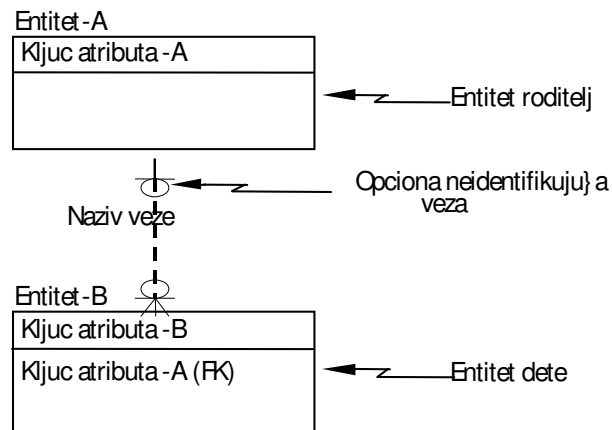 Entitet-A
Kljuc atributa-A
Entitet roditelj
Opciona neidentifikuju}a
veza
Naziv veze
Entitet-B
Kljuc atributa-B
Kljuc atributa-A (FK)
Entitet dete